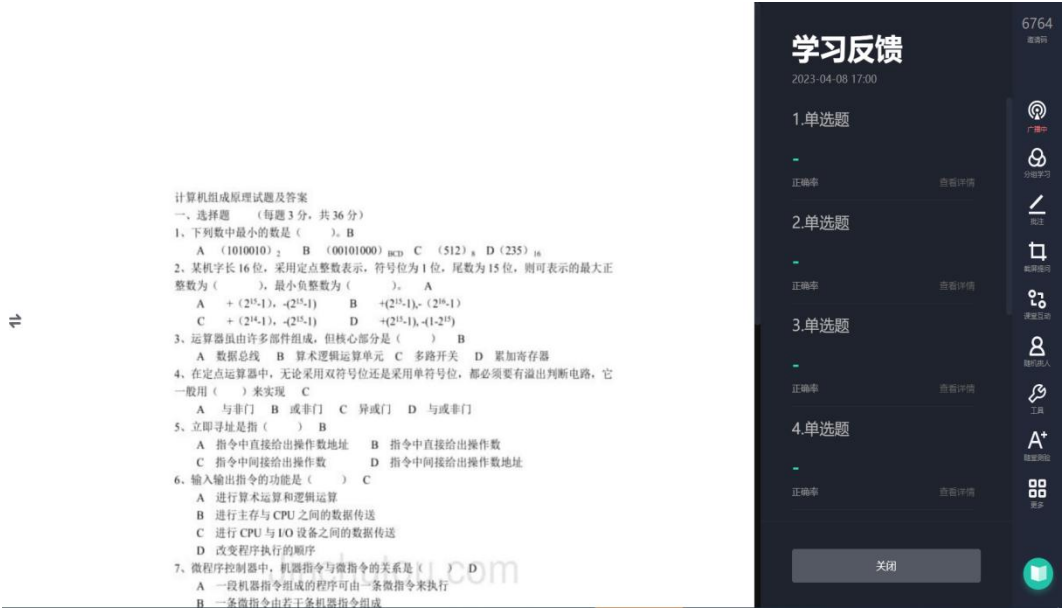 计算机组成原理试题及答案
一、选择题 （每题 3 分，共 36 分）
1、下列数中最小的数是（ ）。B
A （1010010）₂ B （00101000）BCD C （512）₈ D（235）₁₆
2、某机字长 16 位，采用定点整数表示，符号位为 1 位，尾数为 15 位，则可表示的最大正
整数为（ ），最小负整数为（ ）。 A
A +（2¹⁵-1），-(2¹⁵-1) B +(2¹⁵-1),-（2¹⁶-1）
C +（2¹⁴-1），-(2¹⁵-1) D +(2¹⁵-1), -(1-2¹⁵)
3、运算器虽由许多部件组成，但核心部分是（ ） B
A 数据总线 B 算术逻辑运算单元 C 多路开关 D 累加寄存器
4、在定点运算器中，无论采用双符号位还是采用单符号位，都必须要有溢出判断电路，它
一般用（ ）来实现 C
A 与非门 B 或非门 C 异或门 D 与或非门
5、立即寻址是指（ ） B
A 指令中直接给出操作数地址 B 指令中直接给出操作数
C 指令中间接给出操作数 D 指令中间接给出操作数地址
6、输入输出指令的功能是（ ） C
A 进行算术运算和逻辑运算
B 进行主存与 CPU 之间的数据传送
C 进行 CPU 与 I/O 设备之间的数据传送
D 改变程序执行的顺序
7、微程序控制器中，机器指令与微指令的关系是（ ） D
A 一段机器指令组成的程序可由一条微指令来执行
B 一条微指令由若干条机器指令组成
学习反馈
2023-04-08 17:00
1.单选题
-
正确率 查看详情
2.单选题
-
正确率 查看详情
3.单选题
-
正确率 查看详情
4.单选题
-
正确率 查看详情
关闭
6764
邀请码
广播中
分组学习
批注
截屏提问
课堂互动
随机挑人
工具
A+
随堂测验
更多